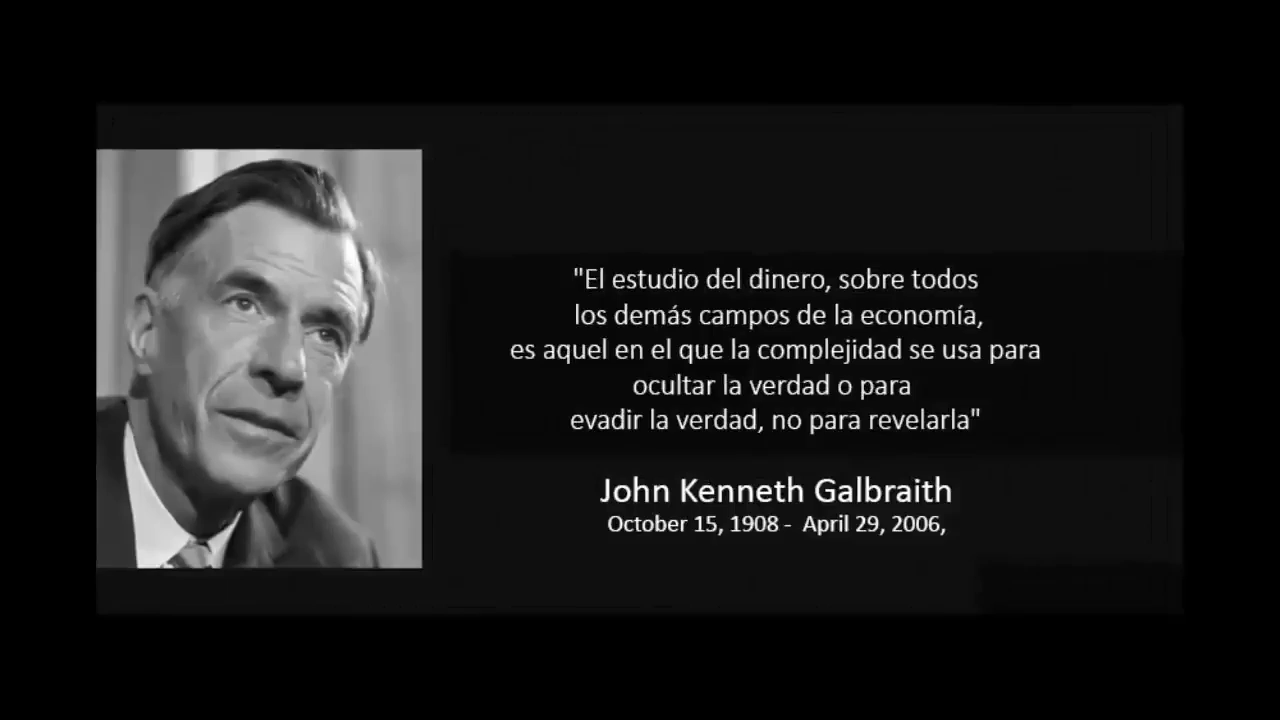 "El estudio del dinero, sobre todos
los demás campos de la economía,
es aquel en el que la complejidad se usa para
ocultar la verdad o para
evadir la verdad, no para revelarla"
John Kenneth Galbraith
October 15, 1908 -  April 29, 2006,